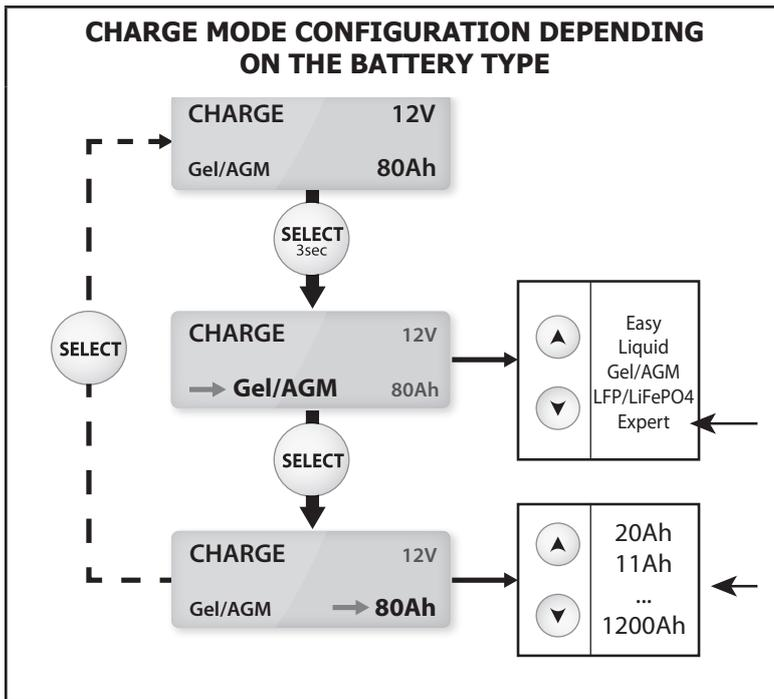 CHARGE MODE CONFIGURATION DEPENDING
ON THE BATTERY TYPE
CHARGE 12V
Gel/AGM 80Ah
SELECT
3sec
CHARGE 12V
Gel/AGM 80Ah
Easy
Liquid
Gel/AGM
LFP/LiFePO4
Expert
SELECT
SELECT
CHARGE 12V
Gel/AGM 80Ah
20Ah
11Ah
...
1200Ah